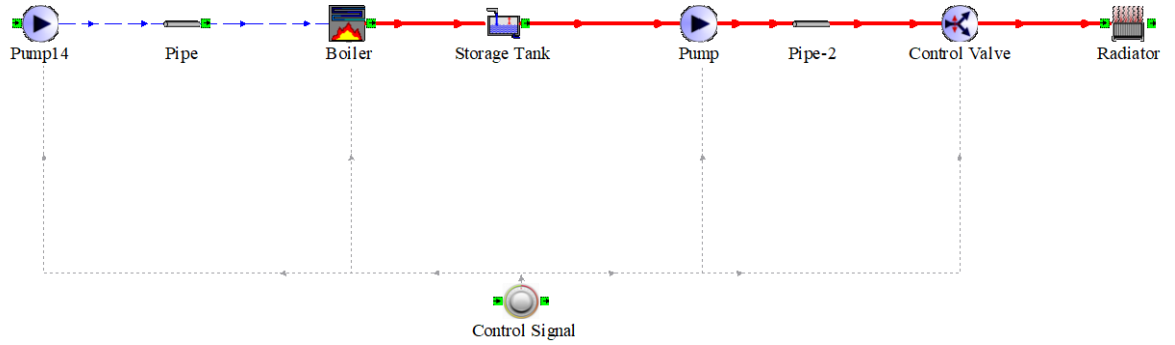 Pump14
Pipe
Boiler
Storage Tank
Pump
Pipe-2
Control Valve
Radiator
Control Signal